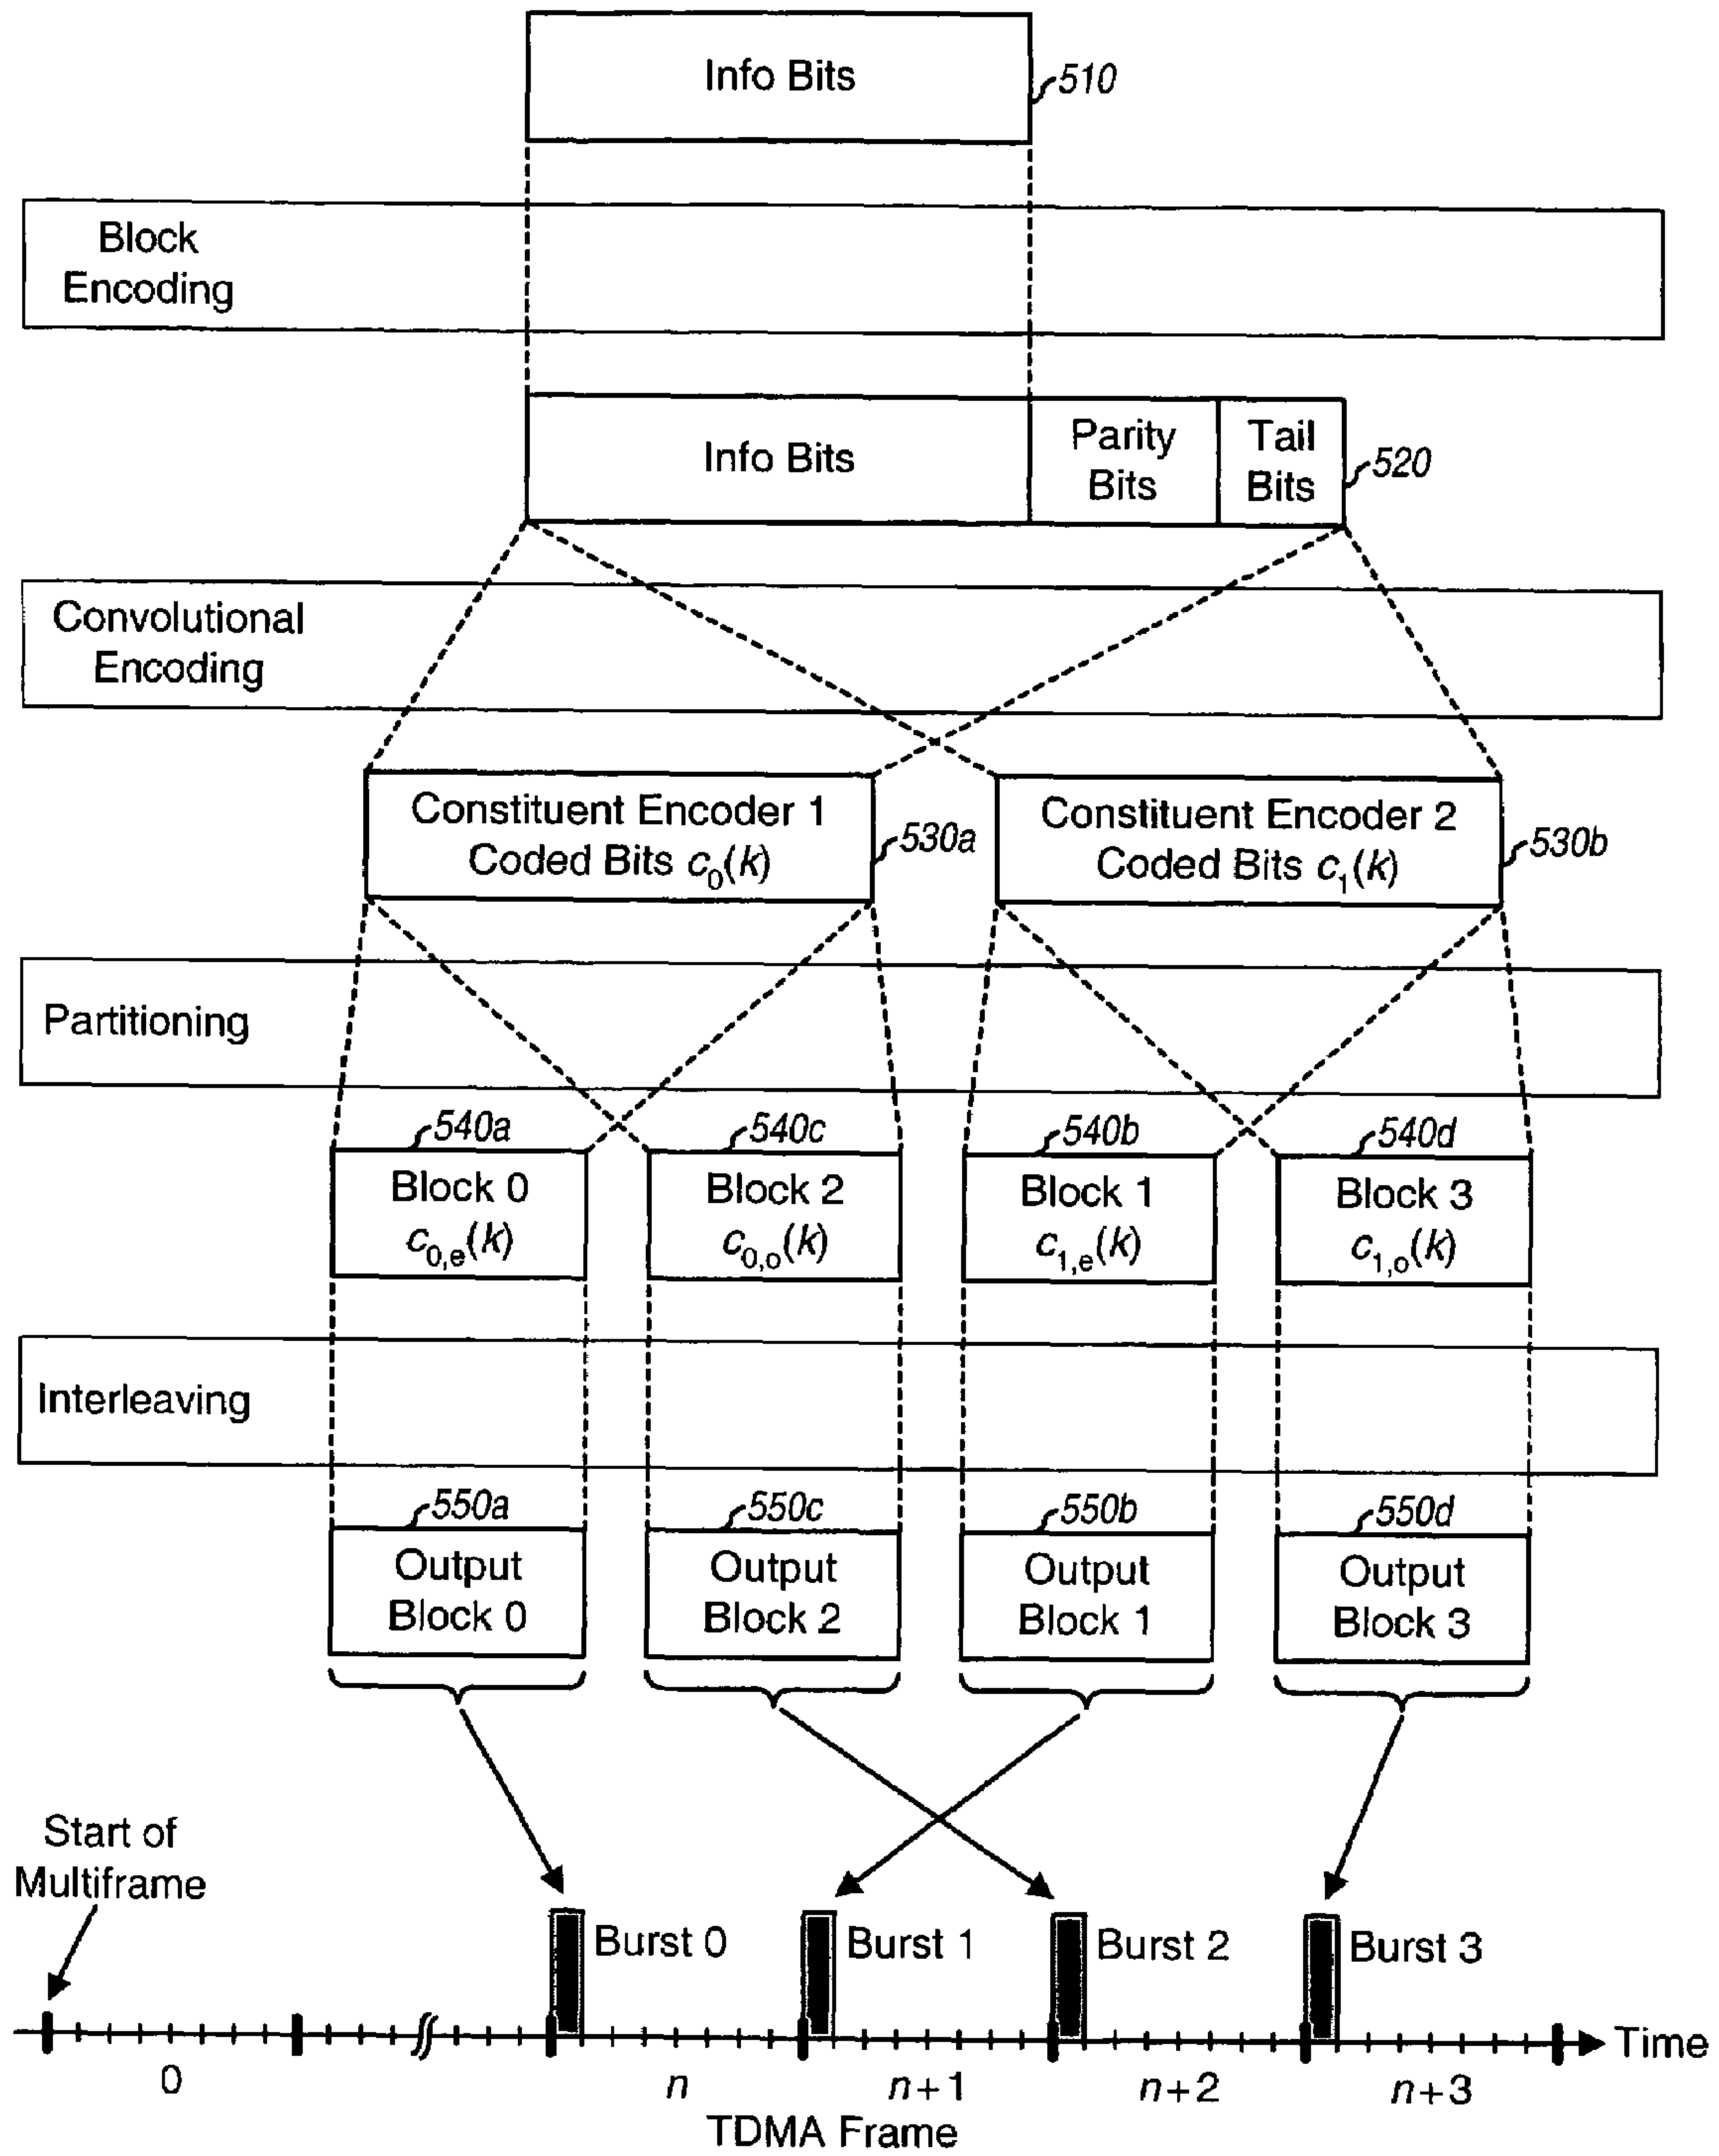 Info Bits
510
Block
Encoding
Info Bits
Parity
Bits
Tail
Bits
520
Convolutional
Encoding
Constituent Encoder 1
Coded Bits c₀(k)
530a
Constituent Encoder 2
Coded Bits c₁(k)
530b
Partitioning
540a
540c
540b
540d
Block 0
c₀,ₑ(k)
Block 2
c₀,ₒ(k)
Block 1
c₁,ₑ(k)
Block 3
c₁,ₒ(k)
Interleaving
550a
550c
550b
550d
Output
Block 0
Output
Block 2
Output
Block 1
Output
Block 3
Start of
Multiframe
Burst 0
Burst 1
Burst 2
Burst 3
Time
0
n
n+1
n+2
n+3
TDMA Frame